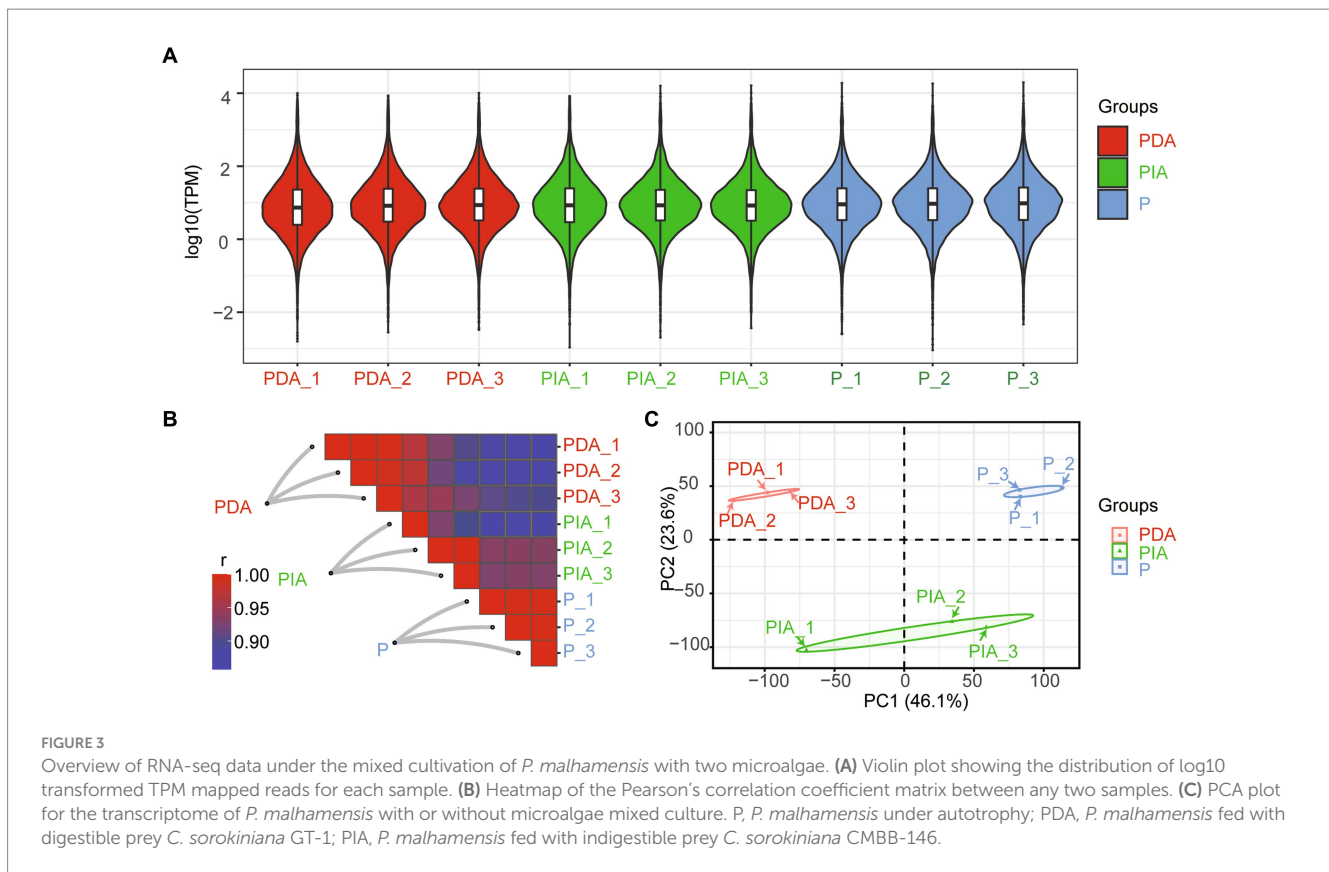 A
log10(TPM)
4
2
0
−2
PDA_1 PDA_2 PDA_3 PIA_1 PIA_2 PIA_3 P_1 P_2 P_3
Groups
PDA
PIA
P
B
PDA
PIA
P
r
1.00
0.95
0.90
PDA_1
PDA_2
PDA_3
PIA_1
PIA_2
PIA_3
P_1
P_2
P_3
C
PC2 (23.6%)
100
50
0
−50
−100
PDA_1
PDA_2
PDA_3
P_3
P_2
P_1
PIA_1
PIA_2
PIA_3
−100 −50 0 50 100
PC1 (46.1%)
Groups
PDA
PIA
P
FIGURE 3
Overview of RNA-seq data under the mixed cultivation of P. malhamensis with two microalgae. (A) Violin plot showing the distribution of log10
transformed TPM mapped reads for each sample. (B) Heatmap of the Pearson's correlation coefficient matrix between any two samples. (C) PCA plot
for the transcriptome of P. malhamensis with or without microalgae mixed culture. P, P. malhamensis under autotrophy; PDA, P. malhamensis fed with
digestible prey C. sorokiniana GT-1; PIA, P. malhamensis fed with indigestible prey C. sorokiniana CMBB-146.